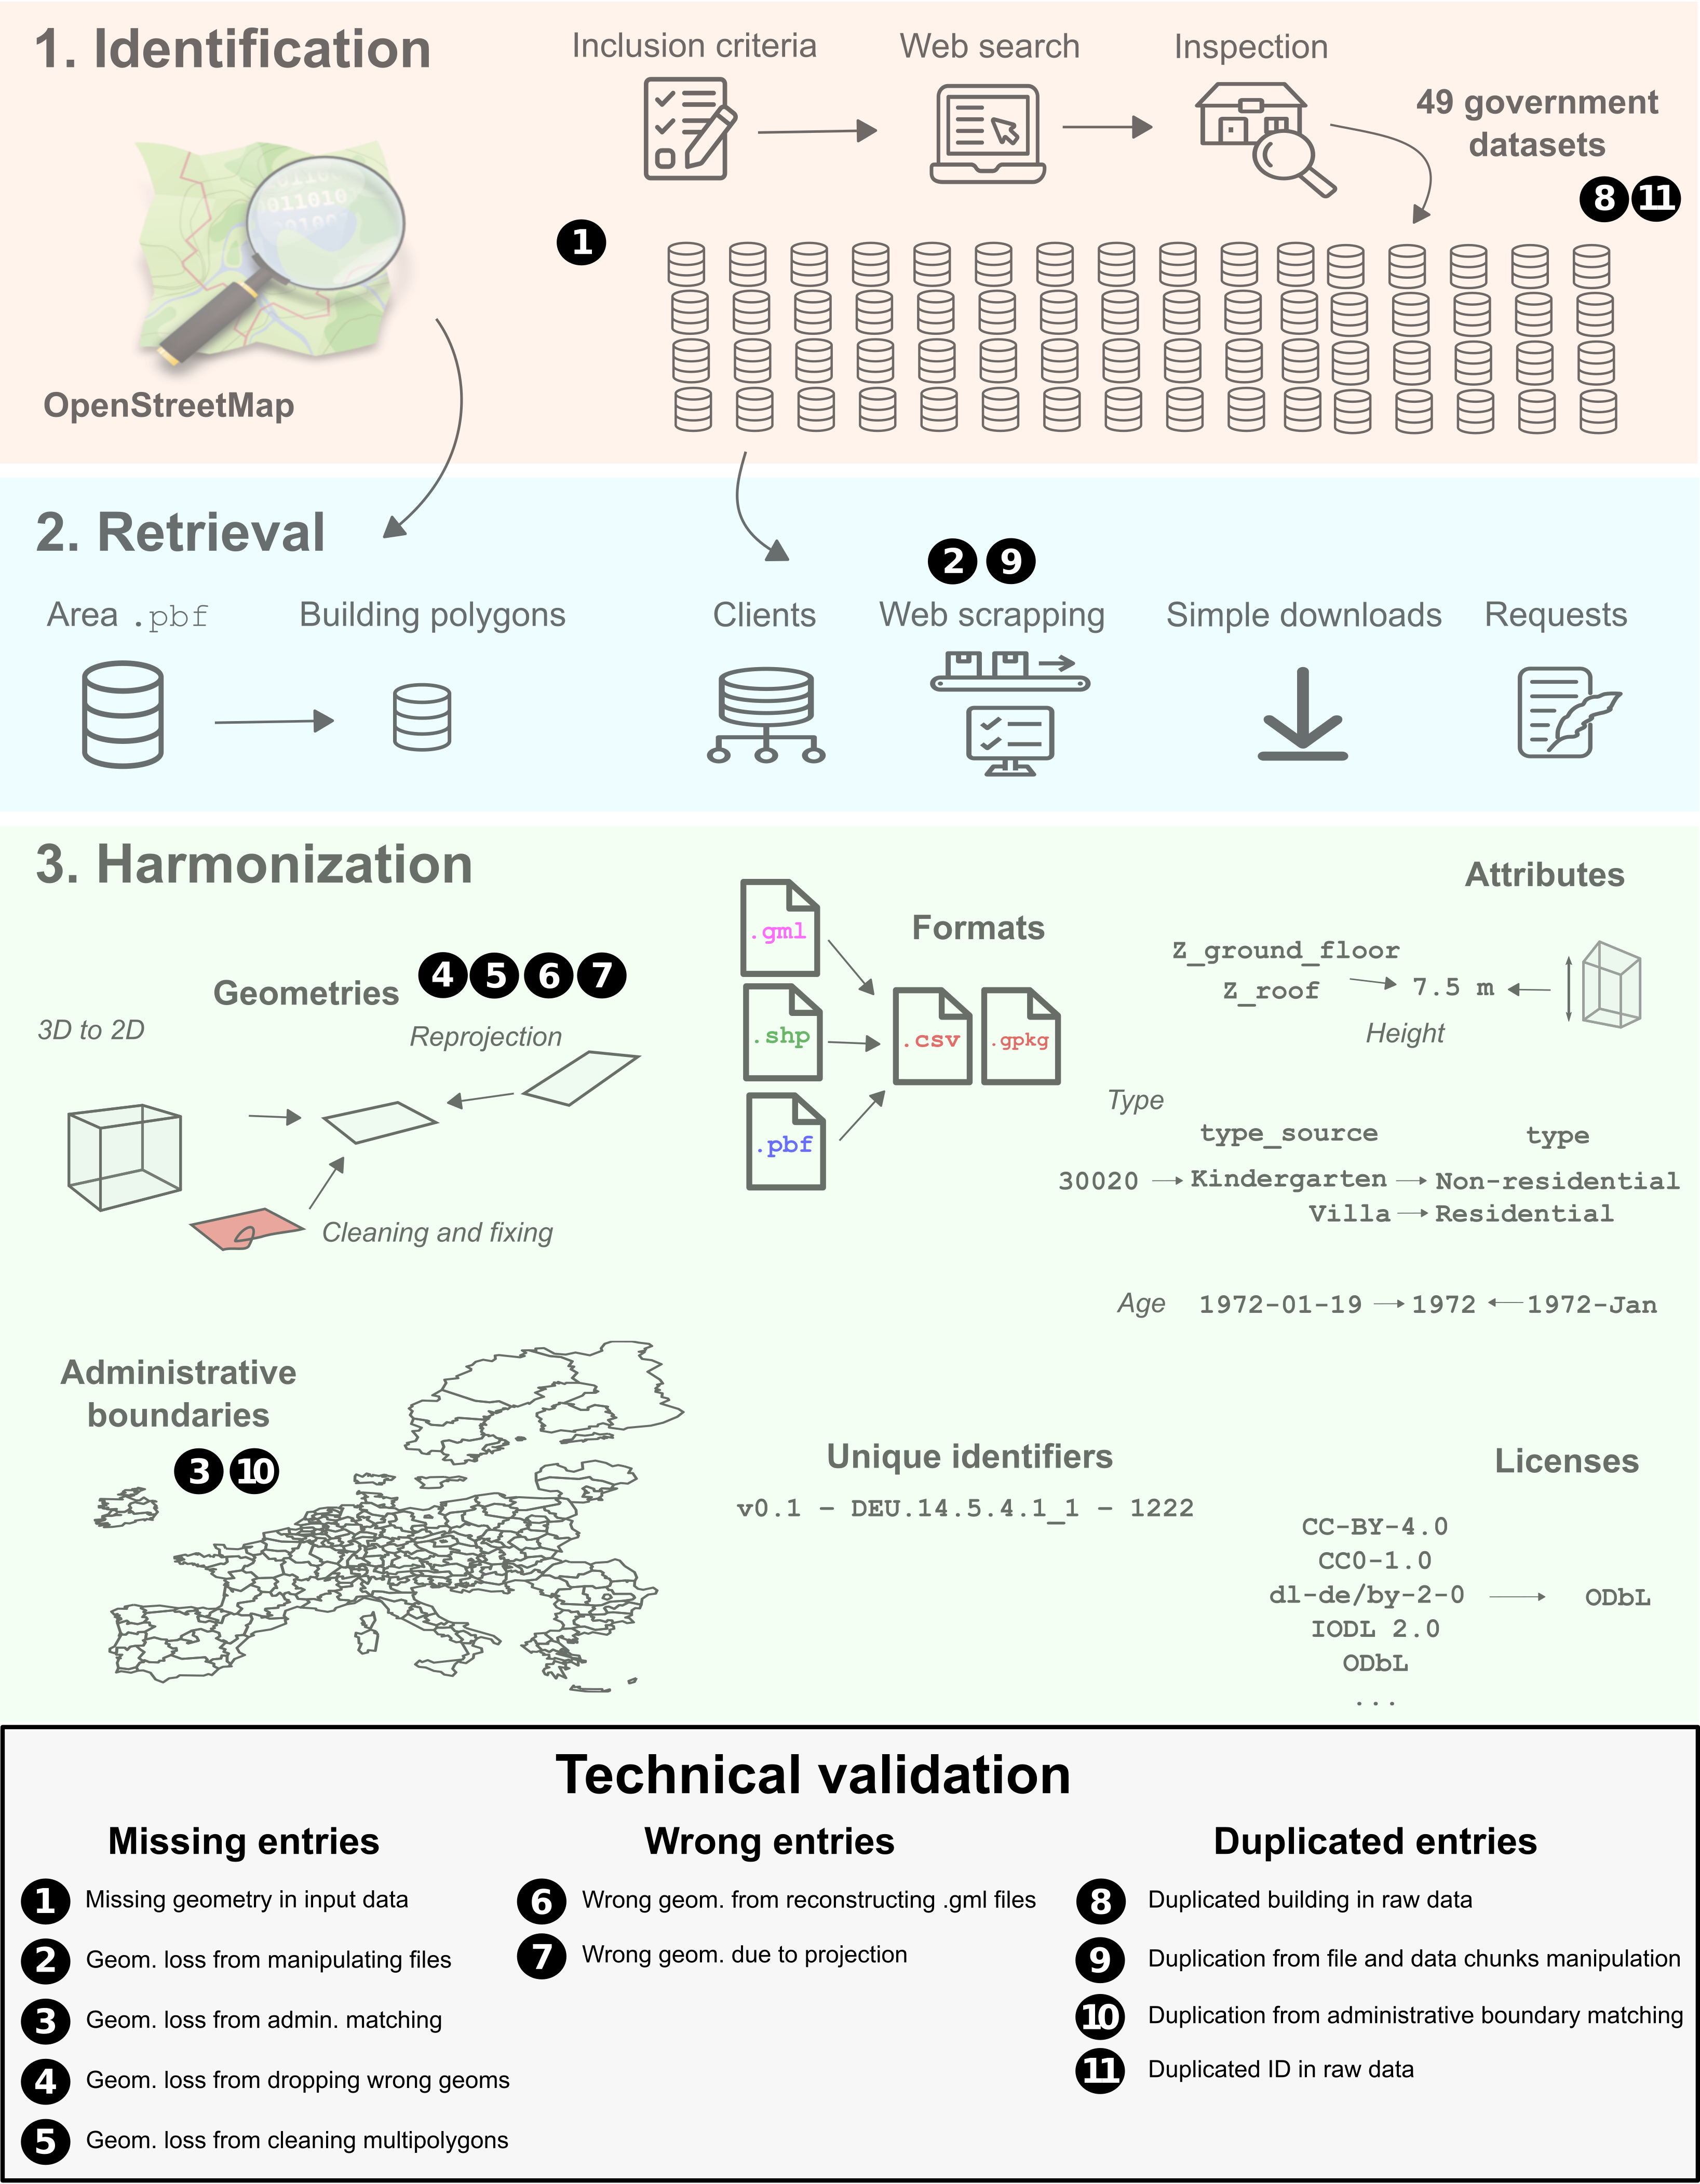 1. Identification
Inclusion criteria
Web search
Inspection
49 government
datasets
8 11
1
011010
OpenStreetMap
2. Retrieval
2 9
Area .pbf
Building polygons
Clients
Web scrapping
Simple downloads
Requests
3. Harmonization
Geometries
4 5 6 7
3D to 2D
Reprojection
Cleaning and fixing
Formats
.gml
.shp
.pbf
.csv
.gpkg
Attributes
Z_ground_floor
Z_roof
7.5 m
Height
Type
type_source
type
30020
Kindergarten
Non-residential
Villa
Residential
Age
1972-01-19
1972
1972-Jan
Administrative
boundaries
3 10
Unique identifiers
v0.1 – DEU.14.5.4.1_1 – 1222
Licenses
CC-BY-4.0
CC0-1.0
dl-de/by-2-0
IODL 2.0
ODbL
...
ODbL
Technical validation
Missing entries
1 Missing geometry in input data
2 Geom. loss from manipulating files
3 Geom. loss from admin. matching
4 Geom. loss from dropping wrong geoms
5 Geom. loss from cleaning multipolygons
Wrong entries
6 Wrong geom. from reconstructing .gml files
7 Wrong geom. due to projection
Duplicated entries
8 Duplicated building in raw data
9 Duplication from file and data chunks manipulation
10 Duplication from administrative boundary matching
11 Duplicated ID in raw data